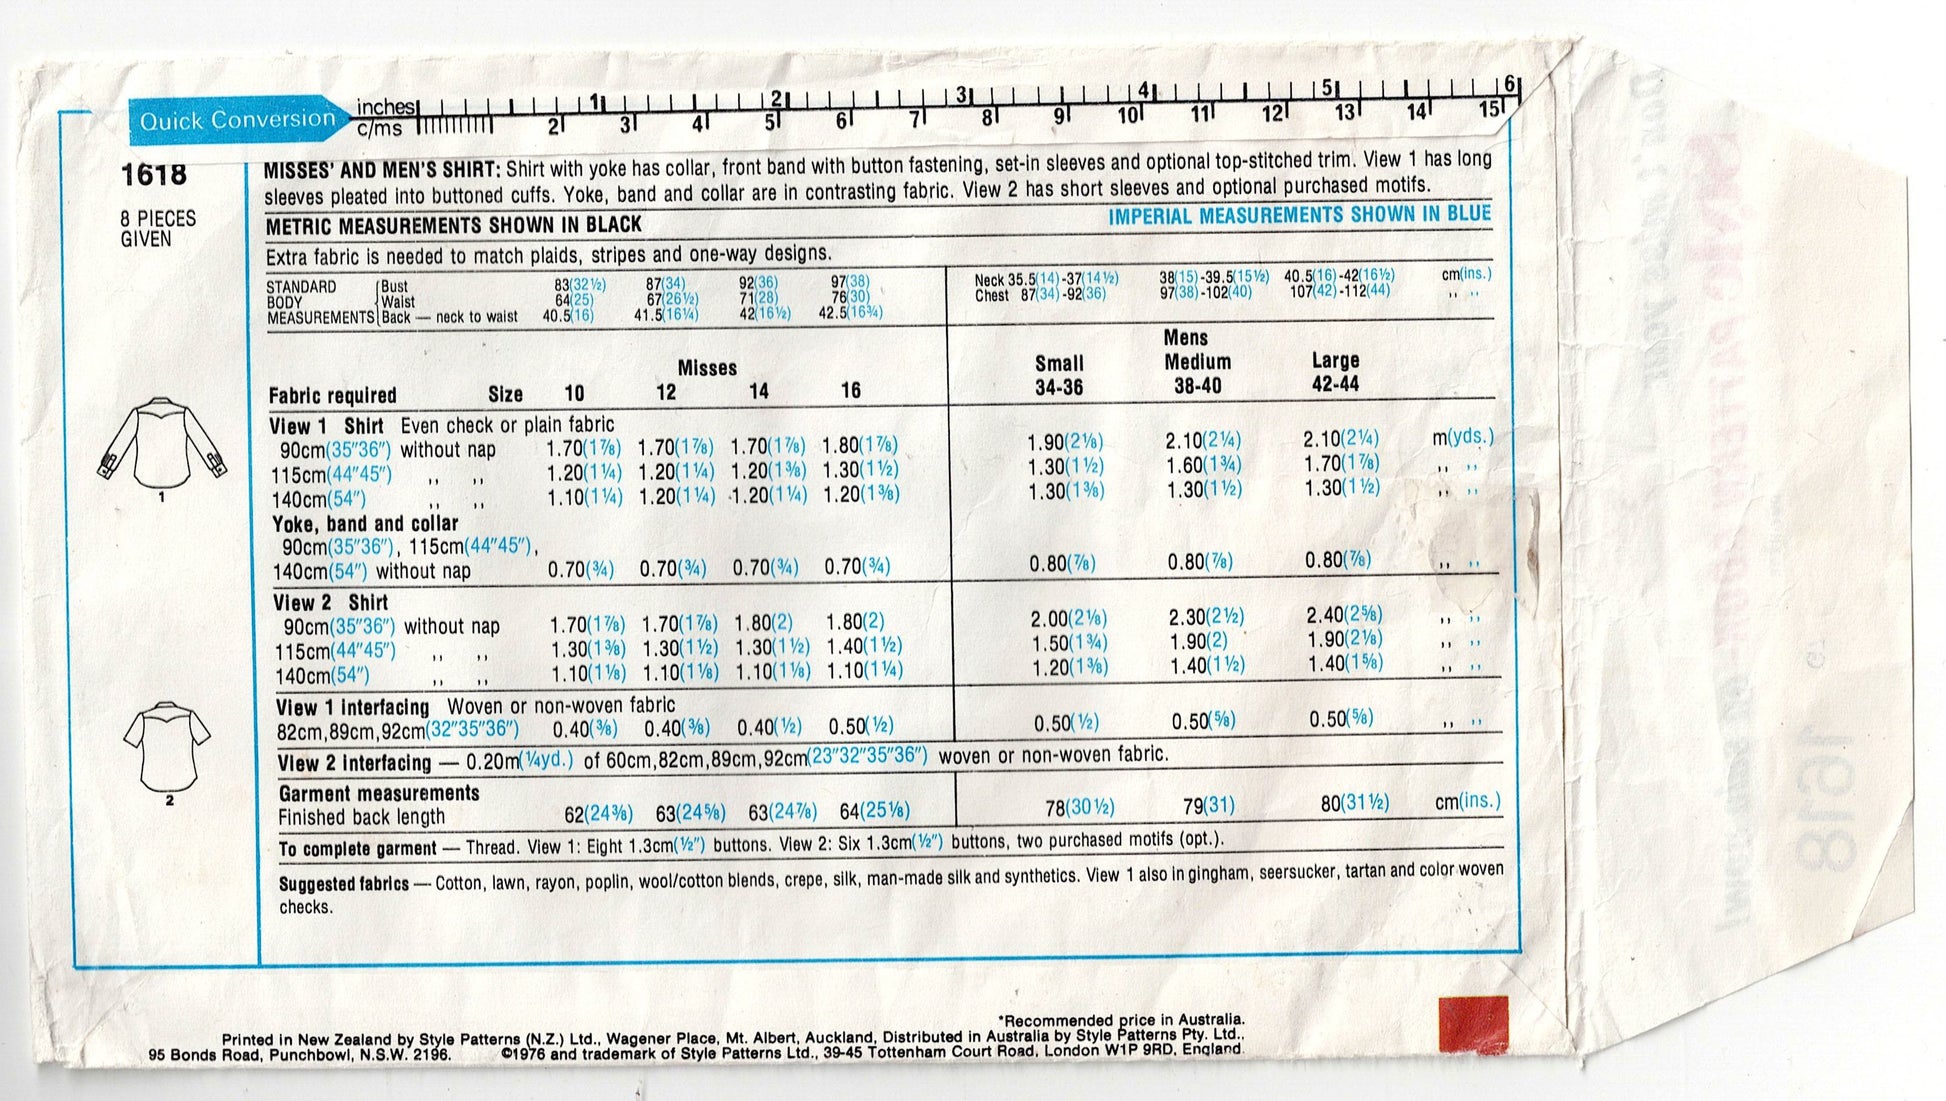 Quick Conversion
inches 1 2 3 4 5 6
c/ms 2 3 4 5 6 7 8 9 10 11 12 13 14 15
1618
8 PIECES
GIVEN
MISSES' AND MEN'S SHIRT: Shirt with yoke has collar, front band with button fastening, set-in sleeves and optional top-stitched trim. View 1 has long
sleeves pleated into buttoned cuffs. Yoke, band and collar are in contrasting fabric. View 2 has short sleeves and optional purchased motifs.
METRIC MEASUREMENTS SHOWN IN BLACK IMPERIAL MEASUREMENTS SHOWN IN BLUE
Extra fabric is needed to match plaids, stripes and one-way designs.
STANDARD Bust 83(32½) 87(34) 92(36) 97(38) Neck 35.5(14)-37(14½) 38(15)-39.5(15½) 40.5(16)-42(16½) cm(ins.)
BODY Waist 64(25) 67(26½) 71(28) 76(30) Chest 87(34)-92(36) 97(38)-102(40) 107(42)-112(44) ,, ,,
MEASUREMENTS Back — neck to waist 40.5(16) 41.5(16¼) 42(16½) 42.5(16¾)
Misses Mens
Small Medium Large
Fabric required Size 10 12 14 16 34-36 38-40 42-44
View 1 Shirt Even check or plain fabric
90cm(35"36") without nap 1.70(1⅞) 1.70(1⅞) 1.70(1⅞) 1.80(1⅞) 1.90(2⅛) 2.10(2¼) 2.10(2¼) m(yds.)
115cm(44"45") ,, ,, 1.20(1¼) 1.20(1¼) 1.20(1⅜) 1.30(1½) 1.30(1½) 1.60(1¾) 1.70(1⅞) ,, ,,
140cm(54") ,, ,, 1.10(1¼) 1.20(1¼) 1.20(1¼) 1.20(1⅜) 1.30(1⅜) 1.30(1½) 1.30(1½) ,, ,,
Yoke, band and collar
90cm(35"36"), 115cm(44"45"),
140cm(54") without nap 0.70(¾) 0.70(¾) 0.70(¾) 0.70(¾) 0.80(⅞) 0.80(⅞) 0.80(⅞) ,, ,,
View 2 Shirt
90cm(35"36") without nap 1.70(1⅞) 1.70(1⅞) 1.80(2) 1.80(2) 2.00(2⅛) 2.30(2½) 2.40(2⅝) ,, ,,
115cm(44"45") ,, ,, 1.30(1⅜) 1.30(1½) 1.30(1½) 1.40(1½) 1.50(1¾) 1.90(2) 1.90(2⅛) ,, ,,
140cm(54") ,, ,, 1.10(1⅛) 1.10(1⅛) 1.10(1⅛) 1.10(1¼) 1.20(1⅜) 1.40(1½) 1.40(1⅝) ,, ,,
View 1 interfacing Woven or non-woven fabric
82cm,89cm,92cm(32"35"36") 0.40(⅜) 0.40(⅜) 0.40(½) 0.50(½) 0.50(½) 0.50(⅝) 0.50(⅝) ,, ,,
View 2 interfacing — 0.20m(¼yd.) of 60cm,82cm,89cm,92cm(23"32"35"36") woven or non-woven fabric.
Garment measurements
Finished back length 62(24⅜) 63(24⅝) 63(24⅞) 64(25⅛) 78(30½) 79(31) 80(31½) cm(ins.)
To complete garment — Thread. View 1: Eight 1.3cm(½") buttons. View 2: Six 1.3cm(½") buttons, two purchased motifs (opt.).
Suggested fabrics — Cotton, lawn, rayon, poplin, wool/cotton blends, crepe, silk, man-made silk and synthetics. View 1 also in gingham, seersucker, tartan and color woven
checks.
1
2
*Recommended price in Australia.
Printed in New Zealand by Style Patterns (N.Z.) Ltd., Wagener Place, Mt. Albert, Auckland, Distributed in Australia by Style Patterns Pty. Ltd.,
95 Bonds Road, Punchbowl, N.S.W. 2196. ©1976 and trademark of Style Patterns Ltd., 39-45 Tottenham Court Road, London W1P 9RD, England.
1618